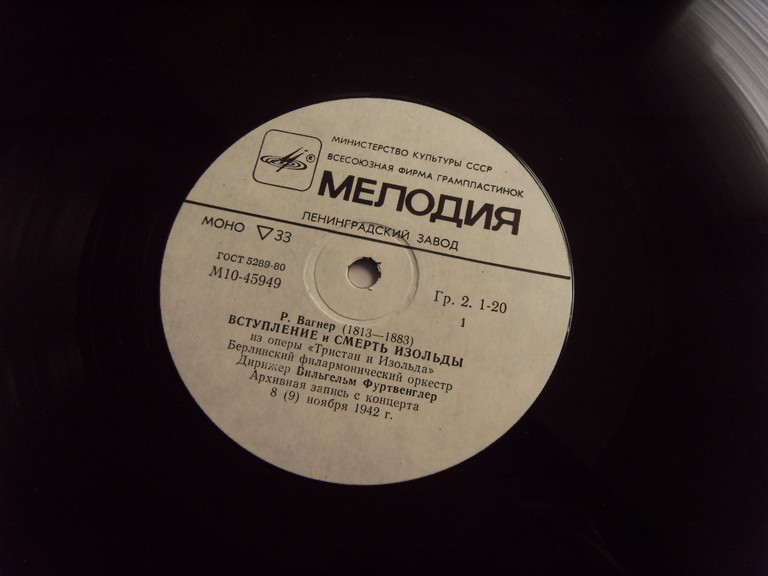 МИНИСТЕРСТВО КУЛЬТУРЫ СССР
ВСЕСОЮЗНАЯ ФИРМА ГРАМПЛАСТИНОК
®
МЕЛОДИЯ
ЛЕНИНГРАДСКИЙ ЗАВОД
МОНО ▽33
ГОСТ 5289-80
М10-45949
Гр. 2. 1-20
1
Р. Вагнер (1813—1883)
ВСТУПЛЕНИЕ и СМЕРТЬ ИЗОЛЬДЫ
из оперы «Тристан и Изольда»
Берлинский филармонический оркестр
Дирижер Вильгельм Фуртвенглер
Архивная запись с концерта
8 (9) ноября 1942 г.